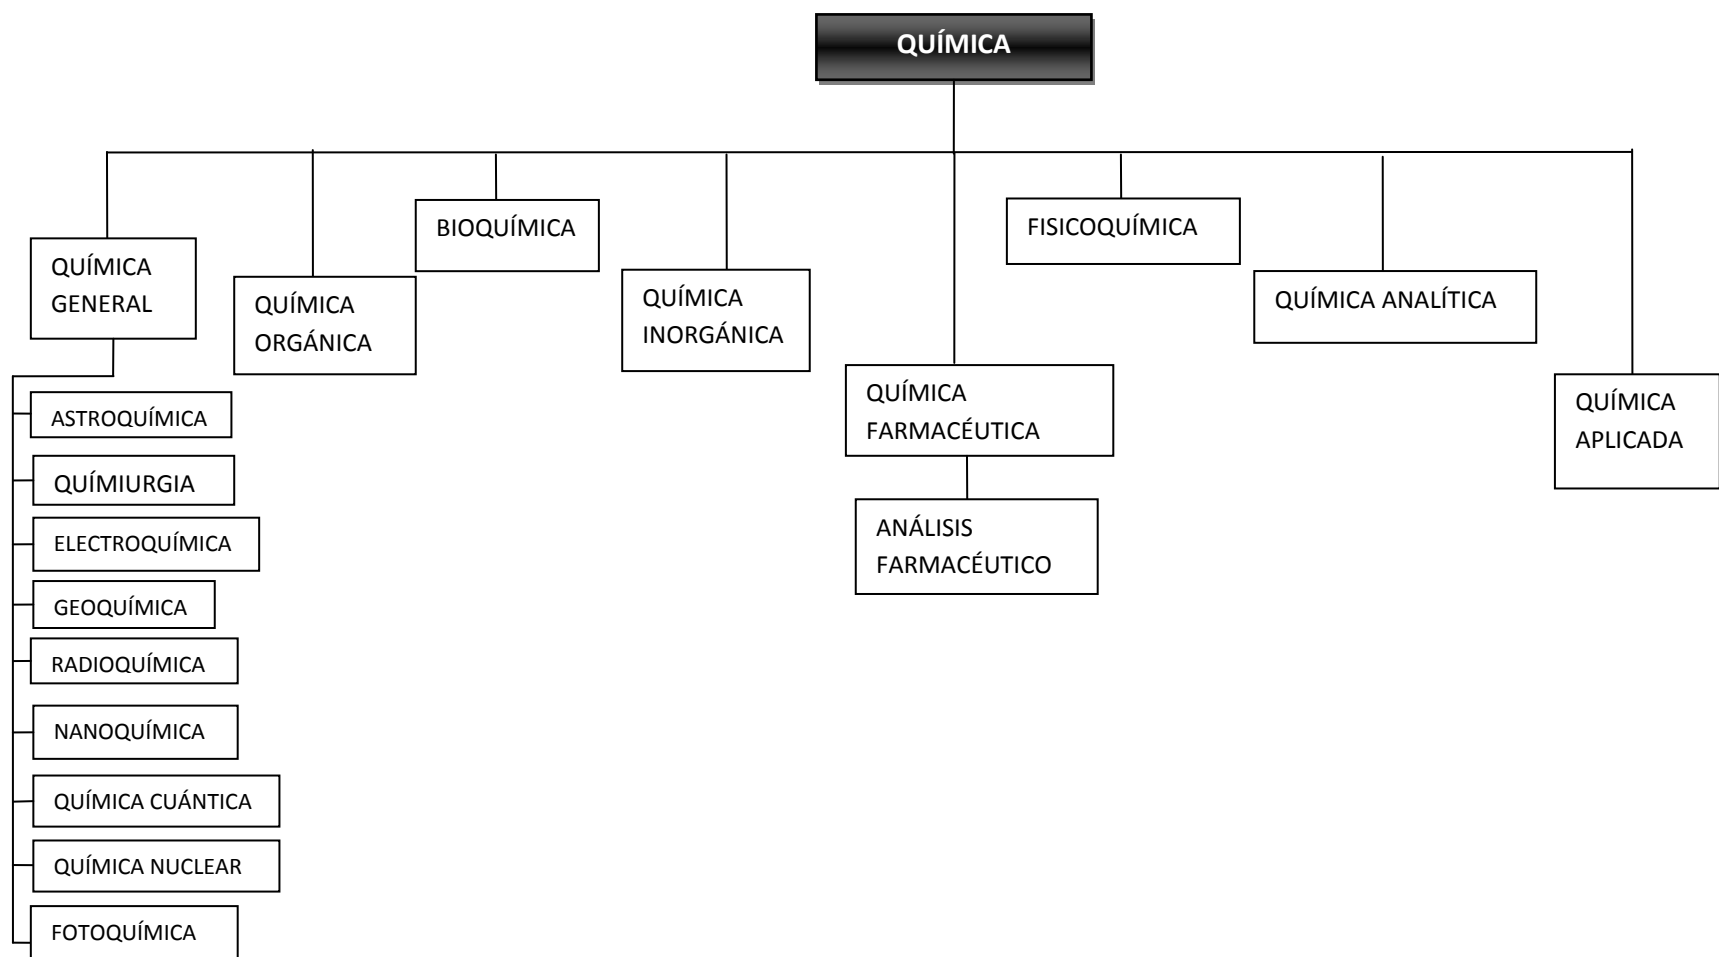 QUÍMICA
QUÍMICA
GENERAL
QUÍMICA
ORGÁNICA
BIOQUÍMICA
QUÍMICA
INORGÁNICA
QUÍMICA
FARMACÉUTICA
ANÁLISIS
FARMACÉUTICO
FISICOQUÍMICA
QUÍMICA ANALÍTICA
QUÍMICA
APLICADA
ASTROQUÍMICA
QUÍMIURGIA
ELECTROQUÍMICA
GEOQUÍMICA
RADIOQUÍMICA
NANOQUÍMICA
QUÍMICA CUÁNTICA
QUÍMICA NUCLEAR
FOTOQUÍMICA